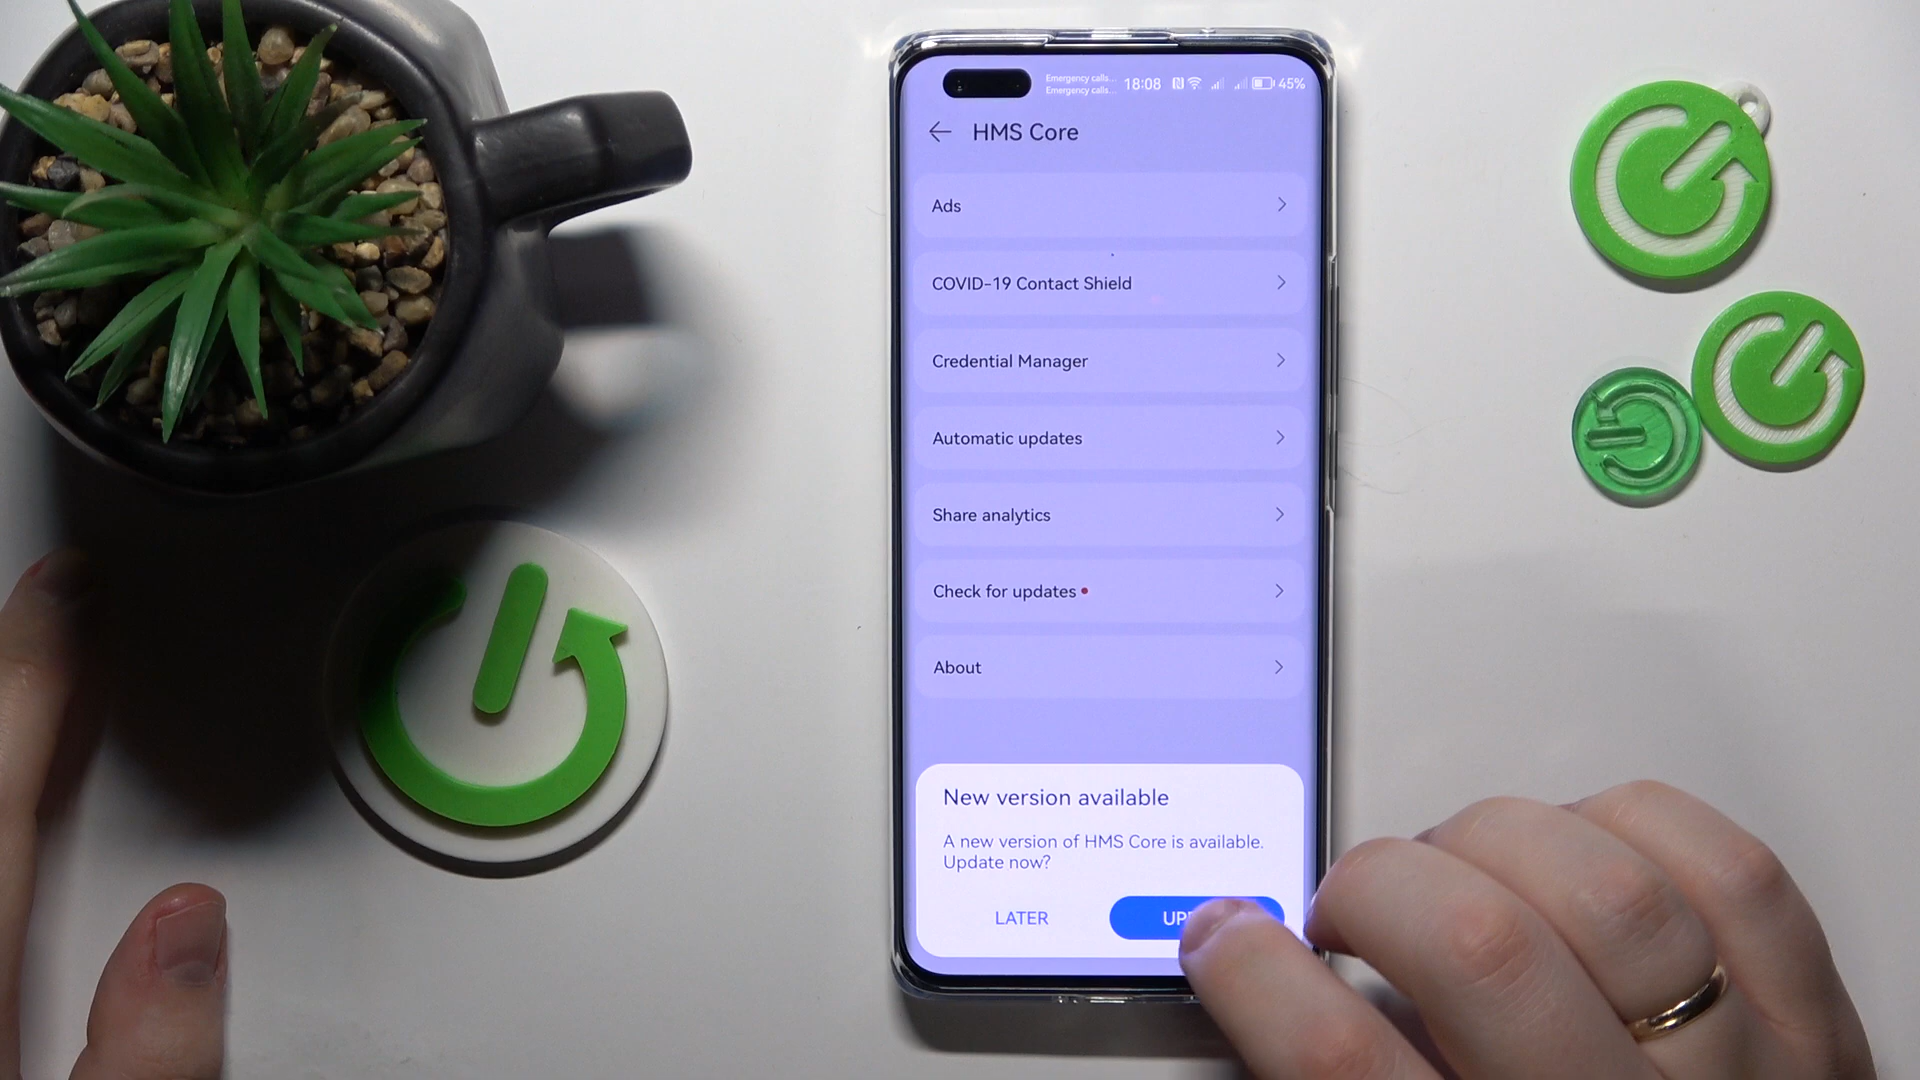 Emergency calls...
Emergency calls...
18:08
45%
HMS Core
Ads
COVID-19 Contact Shield
Credential Manager
Automatic updates
Share analytics
Check for updates
About
New version available
A new version of HMS Core is available.
Update now?
LATER